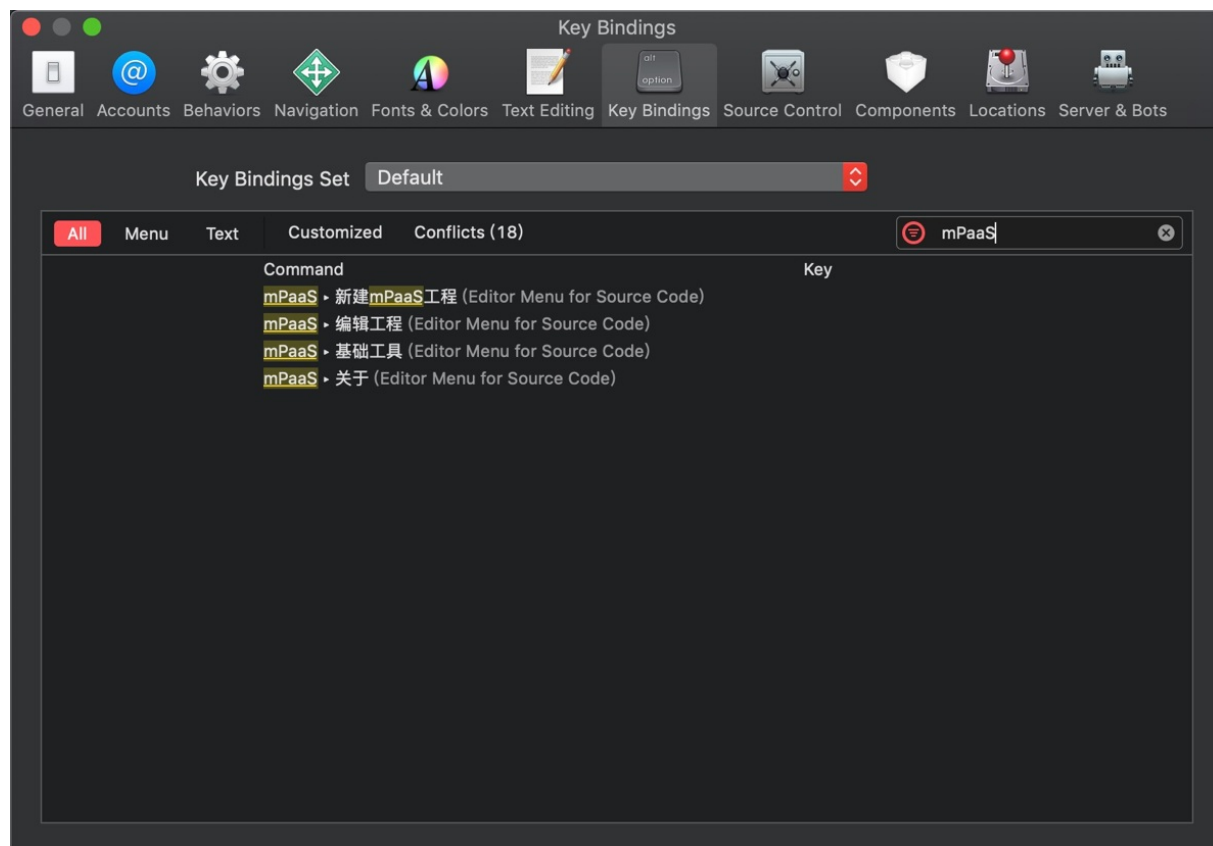 Key Bindings
alt
option
General Accounts Behaviors Navigation Fonts & Colors Text Editing Key Bindings Source Control Components Locations Server & Bots
Key Bindings Set Default
All Menu Text Customized Conflicts (18) mPaaS
Command Key
mPaaS ▸ 新建mPaaS工程 (Editor Menu for Source Code)
mPaaS ▸ 编辑工程 (Editor Menu for Source Code)
mPaaS ▸ 基础工具 (Editor Menu for Source Code)
mPaaS ▸ 关于 (Editor Menu for Source Code)